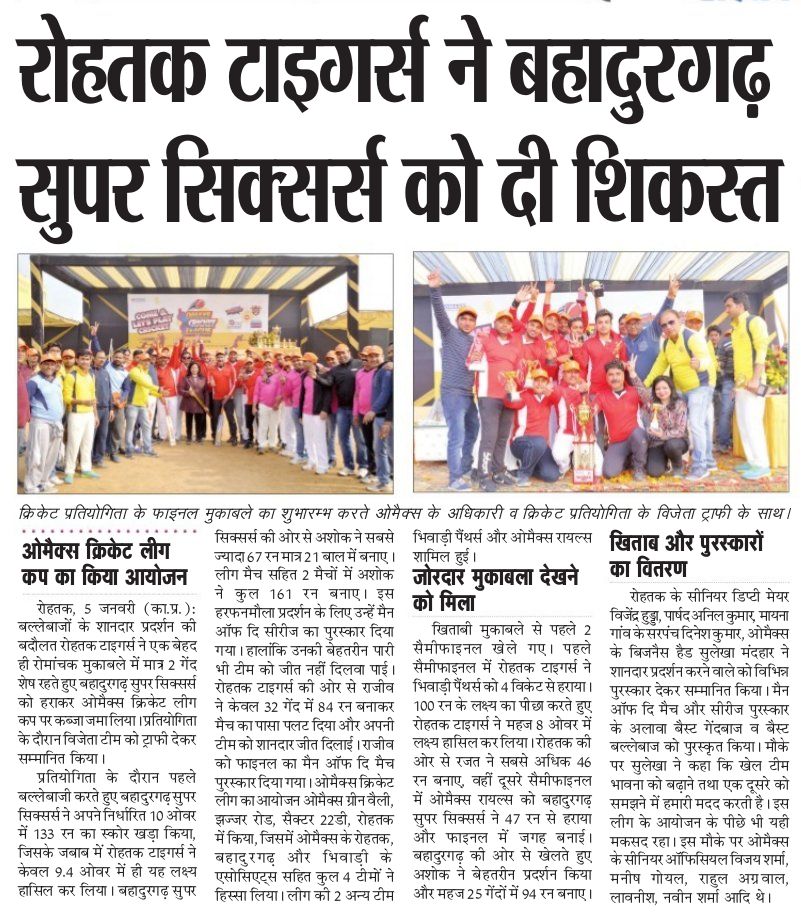 रोहतक टाइगर्स ने बहादुरगढ़
सुपर सिक्सर्स को दी शिकस्त
COME &
LET'S PLAY
CRICKET
OMAXE
CRICKET
LEAGUE
क्रिकेट प्रतियोगिता के फाइनल मुकाबले का शुभारम्भ करते ओमैक्स के अधिकारी व क्रिकेट प्रतियोगिता के विजेता ट्राफी के साथ।
ओमैक्स क्रिकेट लीग
कप का किया आयोजन
रोहतक, 5 जनवरी (का.प्र.):
बल्लेबाजों के शानदार प्रदर्शन की
बदौलत रोहतक टाइगर्स ने एक बेहद
ही रोमांचक मुकाबले में मात्र 2 गेंद
शेष रहते हुए बहादुरगढ़ सुपर सिक्सर्स
को हराकर ओमैक्स क्रिकेट लीग
कप पर कब्जा जमा लिया। प्रतियोगिता
के दौरान विजेता टीम को ट्राफी देकर
सम्मानित किया।
प्रतियोगिता के दौरान पहले
बल्लेबाजी करते हुए बहादुरगढ़ सुपर
सिक्सर्स ने अपने निर्धारित 10 ओवर
में 133 रन का स्कोर खड़ा किया,
जिसके जबाब में रोहतक टाइगर्स ने
केवल 9.4 ओवर में ही यह लक्ष्य
हासिल कर लिया। बहादुरगढ़ सुपर
सिक्सर्स की ओर से अशोक ने सबसे
ज्यादा 67 रन मात्र 21 बाल में बनाए।
लीग मैच सहित 2 मैचों में अशोक
ने कुल 161 रन बनाए। इस
हरफनमौला प्रदर्शन के लिए उन्हें मैन
ऑफ दि सीरीज का पुरस्कार दिया
गया। हालांकि उनकी बेहतरीन पारी
भी टीम को जीत नहीं दिलवा पाई।
रोहतक टाइगर्स की ओर से राजीव
ने केवल 32 गेंद में 84 रन बनाकर
मैच का पासा पलट दिया और अपनी
टीम को शानदार जीत दिलाई। राजीव
को फाइनल का मैन ऑफ दि मैच
पुरस्कार दिया गया। ओमैक्स क्रिकेट
लीग का आयोजन ओमैक्स ग्रीन वैली,
झज्जर रोड, सैक्टर 22डी, रोहतक
में किया, जिसमें ओमैक्स के रोहतक,
बहादुरगढ़ और भिवाड़ी के
एसोसिएट्स सहित कुल 4 टीमों ने
हिस्सा लिया। लीग की 2 अन्य टीम
भिवाड़ी पैंथर्स और ओमैक्स रायल्स
शामिल हुई।
जोरदार मुकाबला देखने
को मिला
खिताबी मुकाबले से पहले 2
सैमीफाइनल खेले गए। पहले
सैमीफाइनल में रोहतक टाइगर्स ने
भिवाड़ी पैंथर्स को 4 विकेट से हराया।
100 रन के लक्ष्य का पीछा करते हुए
रोहतक टाइगर्स ने महज 8 ओवर में
लक्ष्य हासिल कर लिया। रोहतक की
ओर से रजत ने सबसे अधिक 46
रन बनाए, वहीं दूसरे सैमीफाइनल
में ओमैक्स रायल्स को बहादुरगढ़
सुपर सिक्सर्स ने 47 रन से हराया
और फाइनल में जगह बनाई।
बहादुरगढ़ की ओर से खेलते हुए
अशोक ने बेहतरीन प्रदर्शन किया
और महज 25 गेंदों में 94 रन बनाए।
खिताब और पुरस्कारों
का वितरण
रोहतक के सीनियर डिप्टी मेयर
विजेंद्र हुड्डा, पार्षद अनिल कुमार, मायना
गांव के सरपंच दिनेश कुमार, ओमैक्स
के बिजनैस हैड सुलेखा मंदहार ने
शानदार प्रदर्शन करने वाले को विभिन्न
पुरस्कार देकर सम्मानित किया। मैन
ऑफ दि मैच और सीरीज पुरस्कार
के अलावा बैस्ट गेंदबाज व बैस्ट
बल्लेबाज को पुरस्कृत किया। मौके
पर सुलेखा ने कहा कि खेल टीम
भावना को बढ़ाने तथा एक दूसरे को
समझने में हमारी मदद करती है। इस
लीग के आयोजन के पीछे भी यही
मकसद रहा। इस मौके पर ओमैक्स
के सीनियर ऑफिसियल विजय शर्मा,
मनीष गोयल, राहुल अग्रवाल,
लावनीश, नवीन शर्मा आदि थे।